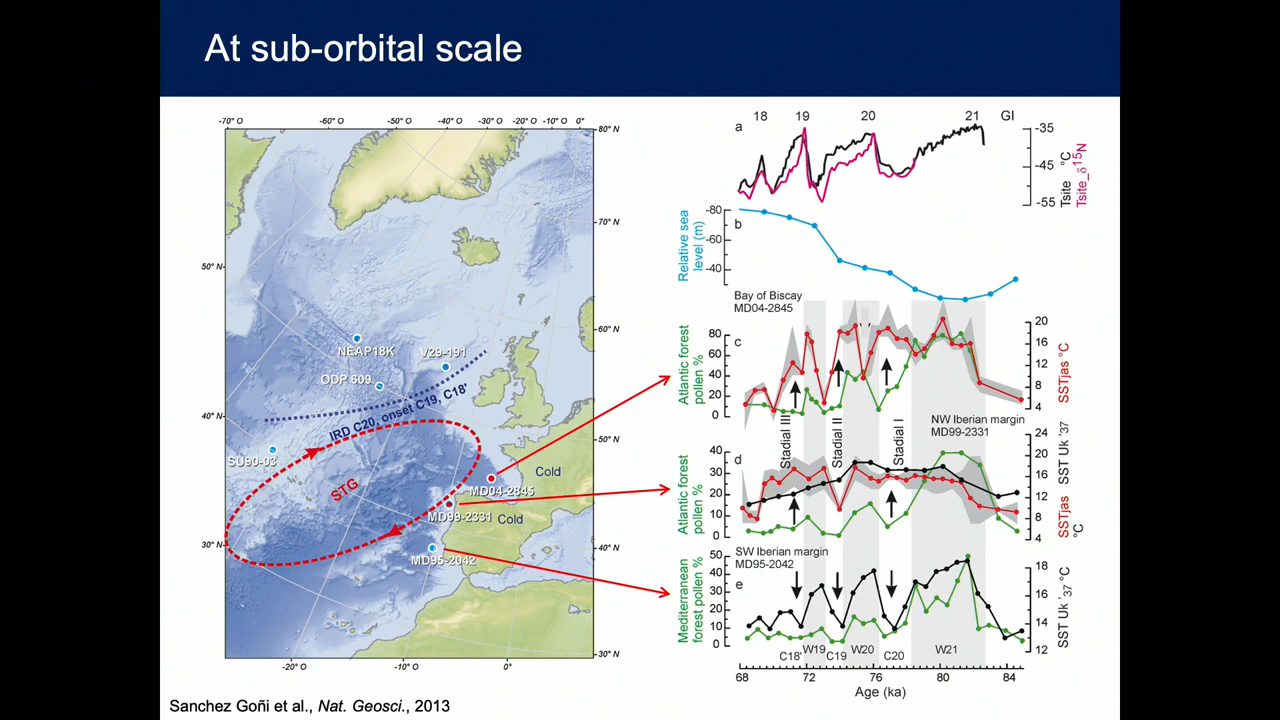 At sub-orbital scale
-70° O -60° O -50° O -40° O -30° O -20° O -10° O 0°
80° N
70° N
60° N
50° N
40° N
30° N
50° N
40° N
30° N
-20° O -10° O 0°
NEAP18K
V29-191
ODP 609
IRD C20, onset C19, C18'
SU90-03
STG
MD04-2845
MD99-2331
MD95-2042
Cold
Cold
18 19 20 21 GI
a
-35
-45
-55
Tsite °C
Tsite_δ¹⁵N
b
Relative sea
level (m)
-80
-60
-40
Bay of Biscay
MD04-2845
c
Atlantic forest
pollen %
80
60
40
20
0
20
16
12
8
4
SSTjas °C
Stadial III
Stadial II
Stadial I
NW Iberian margin
MD99-2331
d
Atlantic forest
pollen %
40
30
20
10
0
24
20
16
12
8
4
SST Uk '37
SSTjas
°C
SW Iberian margin
MD95-2042
e
Mediterranean
forest pollen %
50
40
30
20
10
0
18
16
14
12
SST Uk '37 °C
C18' W19 C19 W20 C20 W21
68 72 76 80 84
Age (ka)
Sanchez Goñi et al., Nat. Geosci., 2013